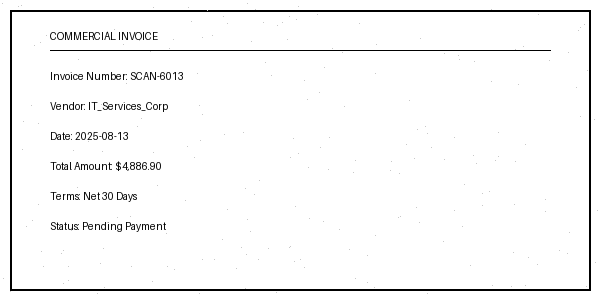 COMMERCIAL INVOICE
Invoice Number: SCAN-6013
Vendor: IT_Services_Corp
Date: 2025-08-13
Total Amount: $4,886.90
Terms: Net 30 Days
Status: Pending Payment